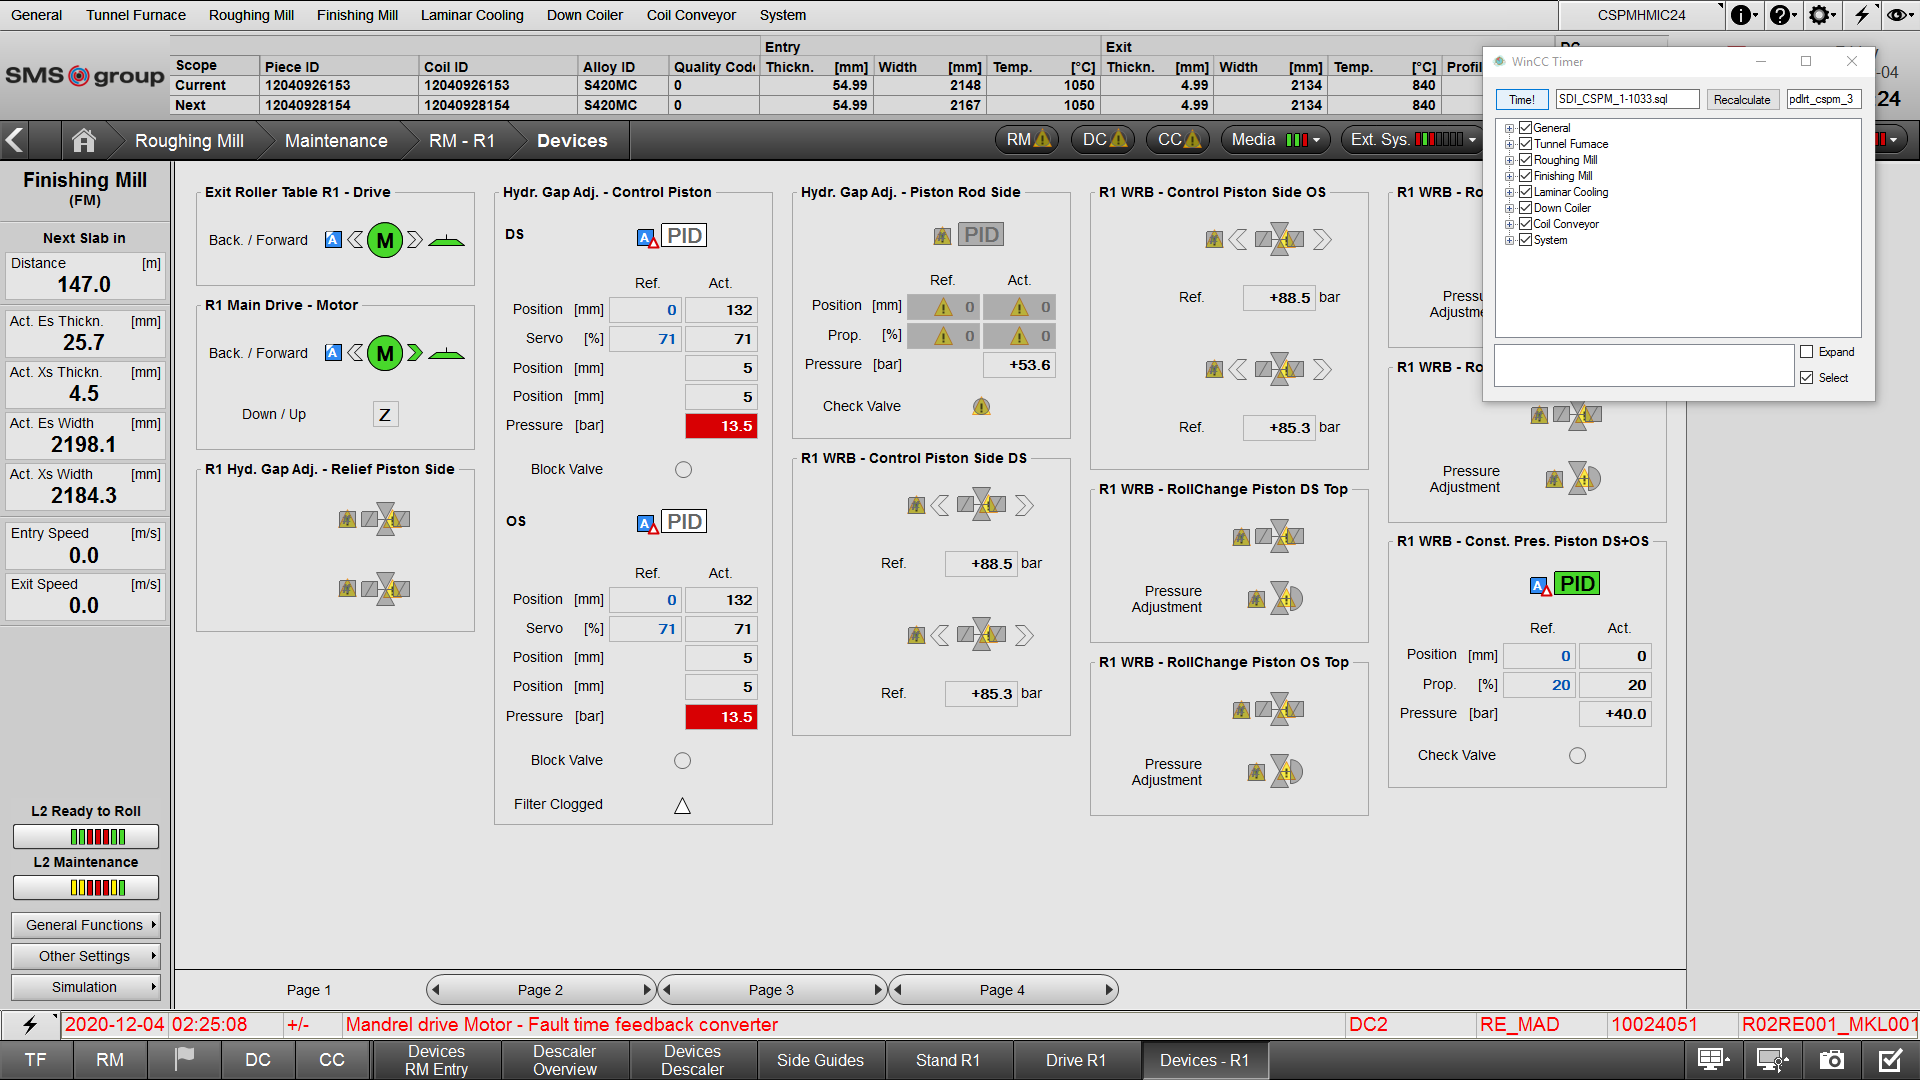 General Tunnel Furnace Roughing Mill Finishing Mill Laminar Cooling Down Coiler Coil Conveyor System CSPMHMIC24
SMS group
Entry Exit
Scope Piece ID Coil ID Alloy ID Quality Code Thickn. [mm] Width [mm] Temp. [°C] Thickn. [mm] Width [mm] Temp. [°C] Profil
Current 12040926153 12040926153 S420MC 0 54.99 2148 1050 4.99 2134 840
Next 12040928154 12040928154 S420MC 0 54.99 2167 1050 4.99 2134 840
-04
24
Roughing Mill Maintenance RM - R1 Devices RM DC CC Media Ext. Sys.
WinCC Timer
Time! SDI_CSPM_1-1033.sql Recalculate pdlrt_cspm_3
General
Tunnel Furnace
Roughing Mill
Finishing Mill
Laminar Cooling
Down Coiler
Coil Conveyor
System
Expand
Select
Finishing Mill
(FM)
Next Slab in
Distance [m]
147.0
Act. Es Thickn. [mm]
25.7
Act. Xs Thickn. [mm]
4.5
Act. Es Width [mm]
2198.1
Act. Xs Width [mm]
2184.3
Entry Speed [m/s]
0.0
Exit Speed [m/s]
0.0
L2 Ready to Roll
L2 Maintenance
General Functions
Other Settings
Simulation
Exit Roller Table R1 - Drive
Back. / Forward A M
R1 Main Drive - Motor
Back. / Forward A M
Down / Up Z
R1 Hyd. Gap Adj. - Relief Piston Side
Hydr. Gap Adj. - Control Piston
DS A PID
Ref. Act.
Position [mm] 0 132
Servo [%] 71 71
Position [mm] 5
Position [mm] 5
Pressure [bar] 13.5
Block Valve
OS A PID
Ref. Act.
Position [mm] 0 132
Servo [%] 71 71
Position [mm] 5
Position [mm] 5
Pressure [bar] 13.5
Block Valve
Filter Clogged
Hydr. Gap Adj. - Piston Rod Side
PID
Ref. Act.
Position [mm] 0 0
Prop. [%] 0 0
Pressure [bar] +53.6
Check Valve
R1 WRB - Control Piston Side DS
Ref. +88.5 bar
Ref. +85.3 bar
R1 WRB - Control Piston Side OS
Ref. +88.5 bar
Ref. +85.3 bar
R1 WRB - RollChange Piston DS Top
Pressure
Adjustment
R1 WRB - RollChange Piston OS Top
Pressure
Adjustment
R1 WRB - Ro
Pressu
Adjustm
R1 WRB - Ro
Pressure
Adjustment
R1 WRB - Const. Pres. Piston DS+OS
A PID
Ref. Act.
Position [mm] 0 0
Prop. [%] 20 20
Pressure [bar] +40.0
Check Valve
Page 1 Page 2 Page 3 Page 4
2020-12-04 02:25:08 +/- Mandrel drive Motor - Fault time feedback converter DC2 RE_MAD 10024051 R02RE001_MKL001
TF RM DC CC Devices RM Entry Descaler Overview Devices Descaler Side Guides Stand R1 Drive R1 Devices - R1